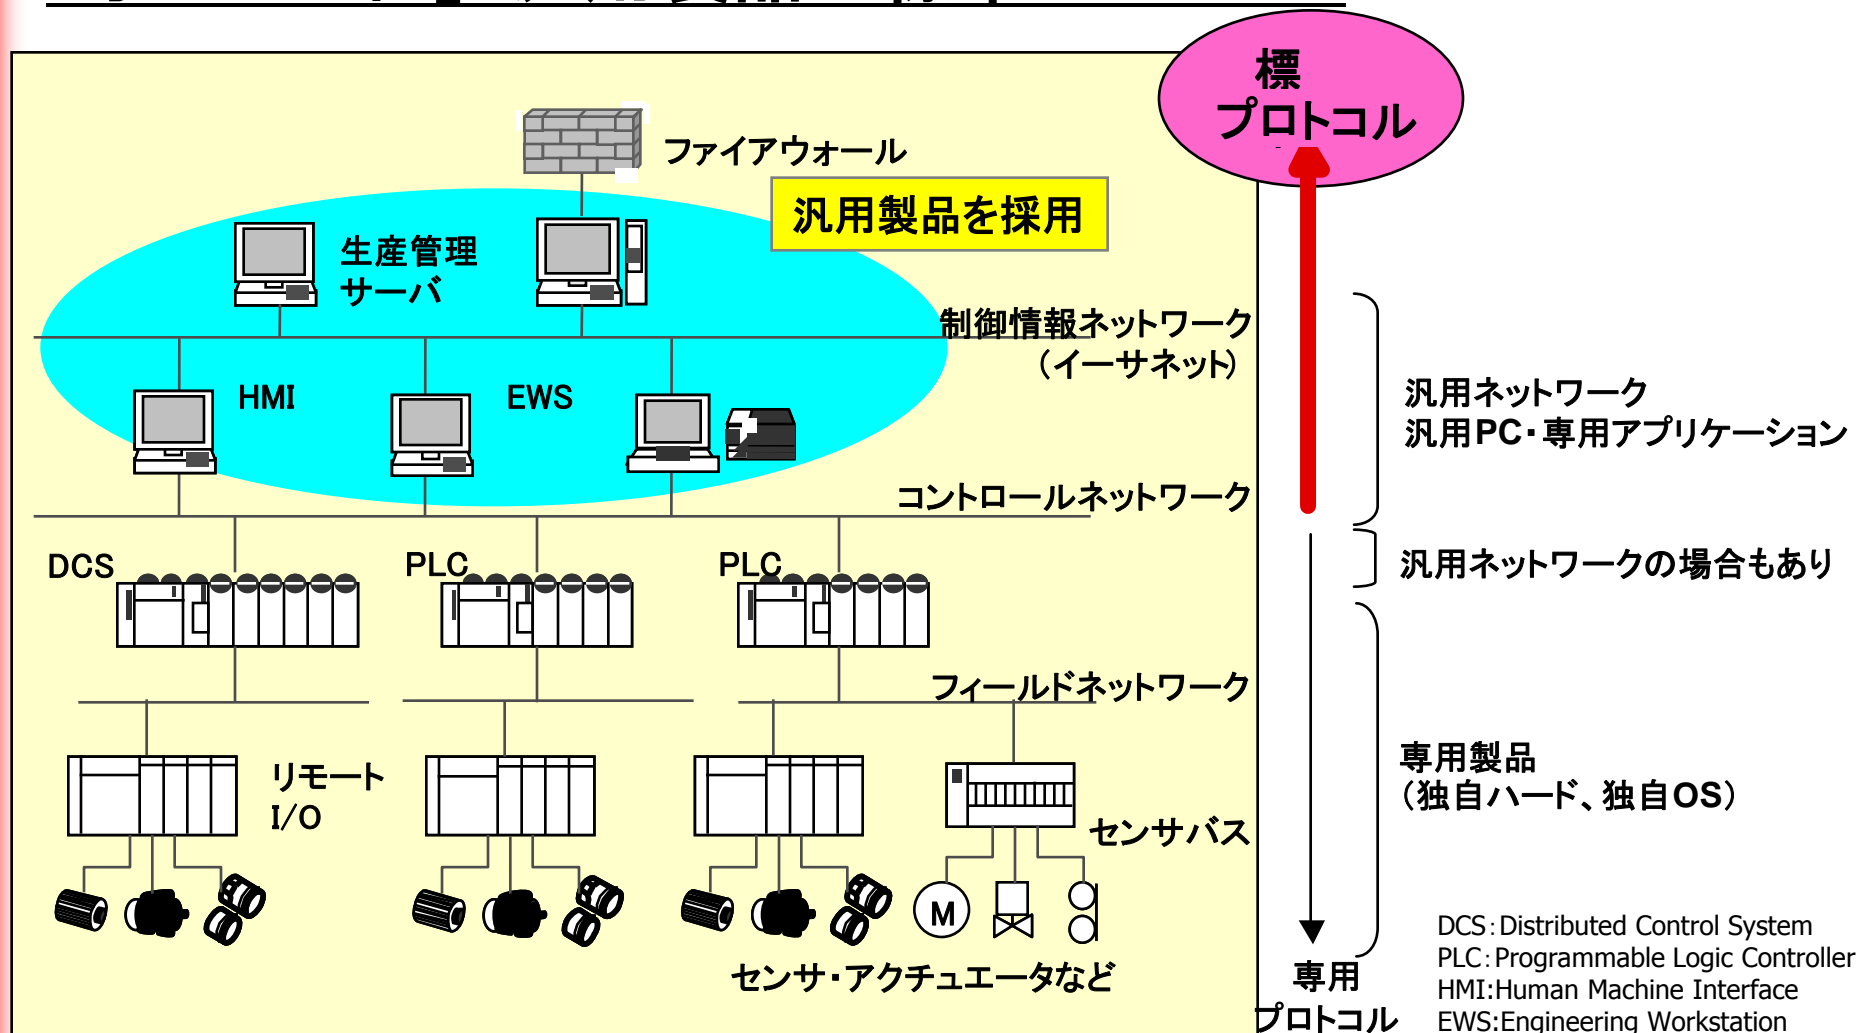 標
プロトコル
ファイアウォール
汎用製品を採用
生産管理
サーバ
制御情報ネットワーク
(イーサネット)
HMI
EWS
汎用ネットワーク
汎用PC・専用アプリケーション
コントロールネットワーク
DCS
PLC
PLC
汎用ネットワークの場合もあり
フィールドネットワーク
リモート
I/O
専用製品
(独自ハード、独自OS)
センサバス
M
センサ・アクチュエータなど
専用
プロトコル
DCS:Distributed Control System
PLC:Programmable Logic Controller
HMI:Human Machine Interface
EWS:Engineering Workstation